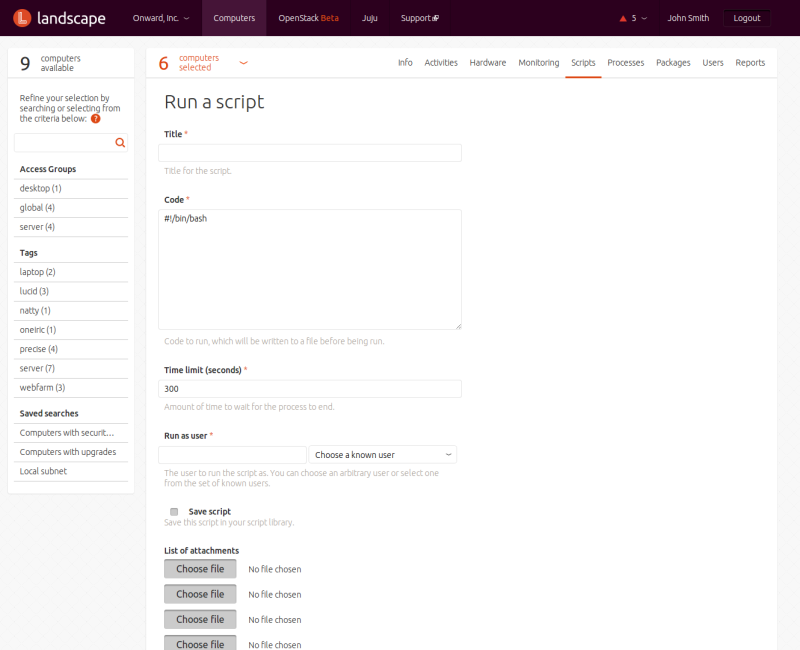 landscape
Onward, Inc.
Computers
OpenStack Beta
Juju
Support
5
John Smith
Logout
9
computers
available
6
computers
selected
Info
Activities
Hardware
Monitoring
Scripts
Processes
Packages
Users
Reports
Refine your selection by
searching or selecting from
the criteria below: ?
Access Groups
desktop (1)
global (4)
server (4)
Tags
laptop (2)
lucid (3)
natty (1)
oneiric (1)
precise (4)
server (7)
webfarm (3)
Saved searches
Computers with securit...
Computers with upgrades
Local subnet
Run a script
Title *
Title for the script.
Code *
#!/bin/bash
Code to run, which will be written to a file before being run.
Time limit (seconds) *
300
Amount of time to wait for the process to end.
Run as user *
Choose a known user
The user to run the script as. You can choose an arbitrary user or select one
from the set of known users.
Save script
Save this script in your script library.
List of attachments
Choose file No file chosen
Choose file No file chosen
Choose file No file chosen
Choose file No file chosen